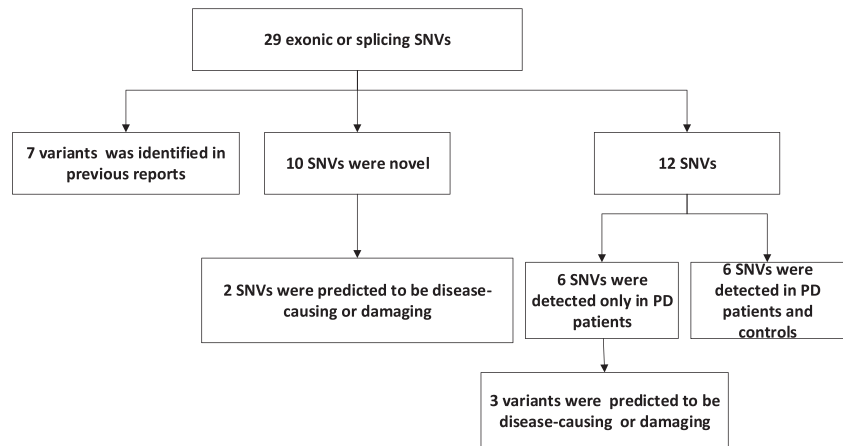 29 exonic or splicing SNVs
7 variants was identified in
previous reports
10 SNVs were novel
12 SNVs
2 SNVs were predicted to be disease-
causing or damaging
6 SNVs were
detected only in PD
patients
6 SNVs were
detected in PD
patients and
controls
3 variants were predicted to be
disease-causing or damaging